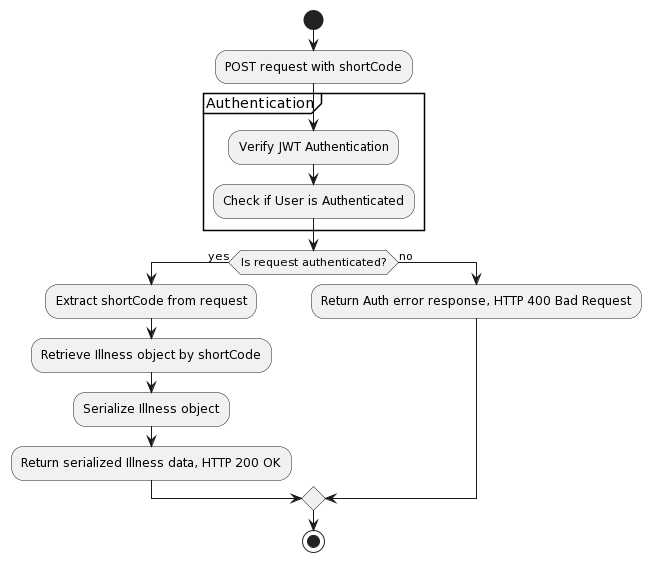 POST request with shortCode
Authentication
Verify JWT Authentication
Check if User is Authenticated
yes
Is request authenticated?
no
Extract shortCode from request
Return Auth error response, HTTP 400 Bad Request
Retrieve Illness object by shortCode
Serialize Illness object
Return serialized Illness data, HTTP 200 OK